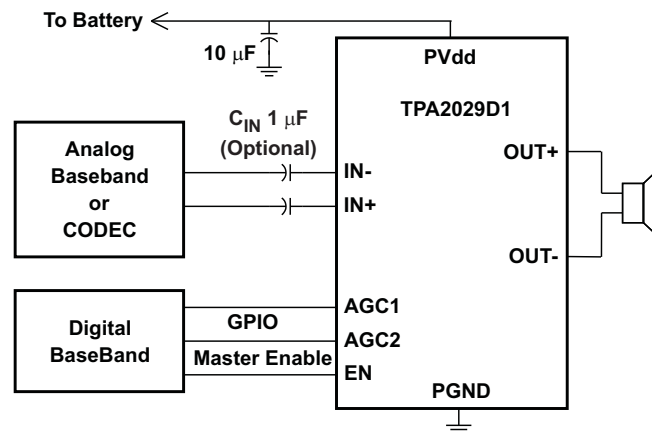 To Battery
10 μF
PVdd
TPA2029D1
C_IN 1 μF
(Optional)
Analog
Baseband
or
CODEC
IN-
IN+
OUT+
OUT-
Digital
BaseBand
AGC1
GPIO
AGC2
Master Enable
EN
PGND